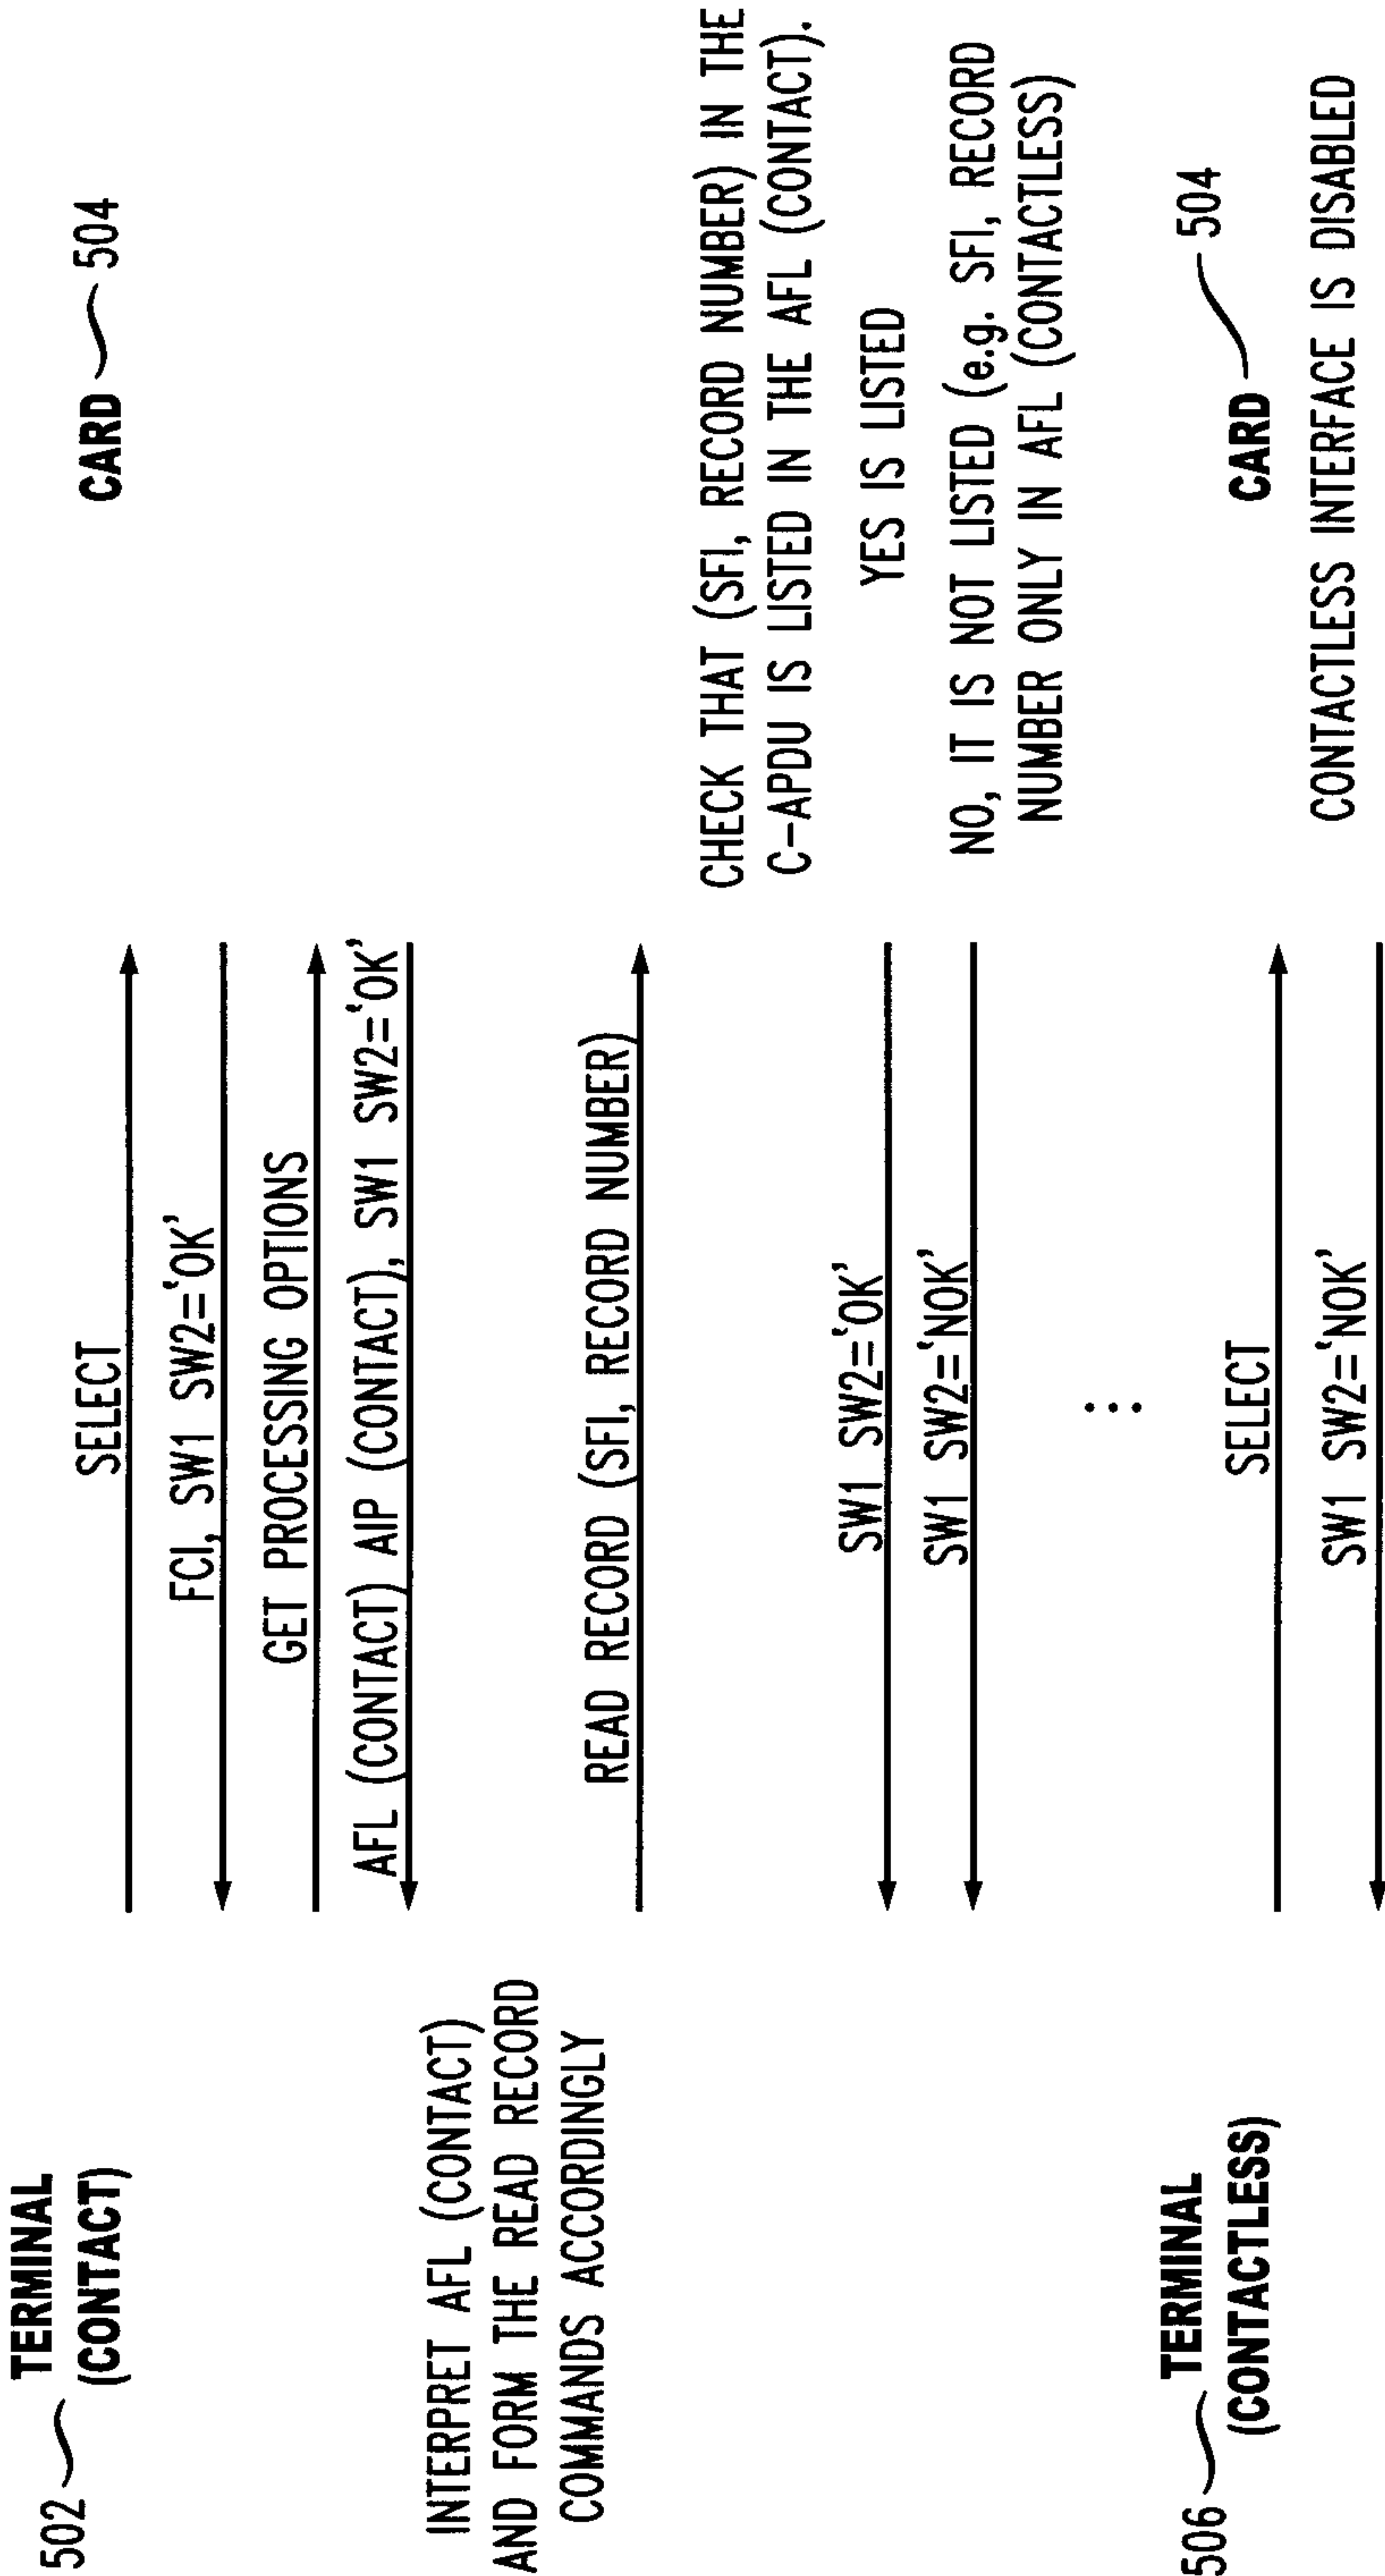 502
TERMINAL
(CONTACT)
CARD
504
SELECT
FCI, SW1 SW2=‘OK’
GET PROCESSING OPTIONS
AFL (CONTACT) AIP (CONTACT), SW1 SW2=‘OK’
INTERPRET AFL (CONTACT)
AND FORM THE READ RECORD
COMMANDS ACCORDINGLY
READ RECORD (SFI, RECORD NUMBER)
CHECK THAT (SFI, RECORD NUMBER) IN THE
C-APDU IS LISTED IN THE AFL (CONTACT).
YES IS LISTED
SW1 SW2=‘OK’
NO, IT IS NOT LISTED (e.g. SFI, RECORD
NUMBER ONLY IN AFL (CONTACTLESS)
SW1 SW2=‘NOK’
506
TERMINAL
(CONTACTLESS)
CARD
504
SELECT
CONTACTLESS INTERFACE IS DISABLED
SW1 SW2=‘NOK’